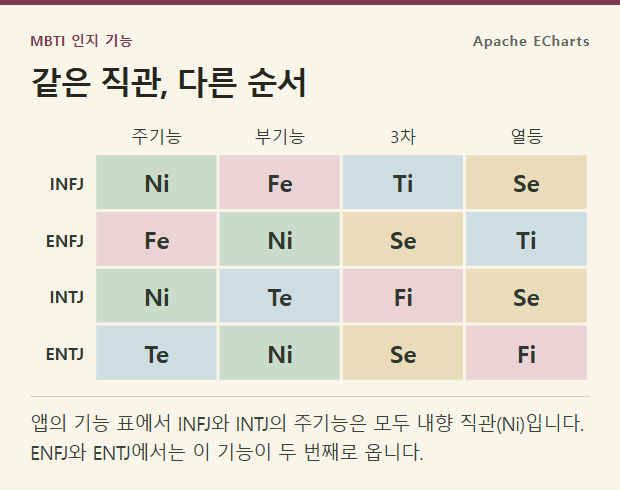 MBTI 인지 기능
Apache ECharts
같은 직관, 다른 순서
주기능 부기능 3차 열등
INFJ Ni Fe Ti Se
ENFJ Fe Ni Se Ti
INTJ Ni Te Fi Se
ENTJ Te Ni Se Fi
앱의 기능 표에서 INFJ와 INTJ의 주기능은 모두 내향 직관(Ni)입니다.
ENFJ와 ENTJ에서는 이 기능이 두 번째로 옵니다.